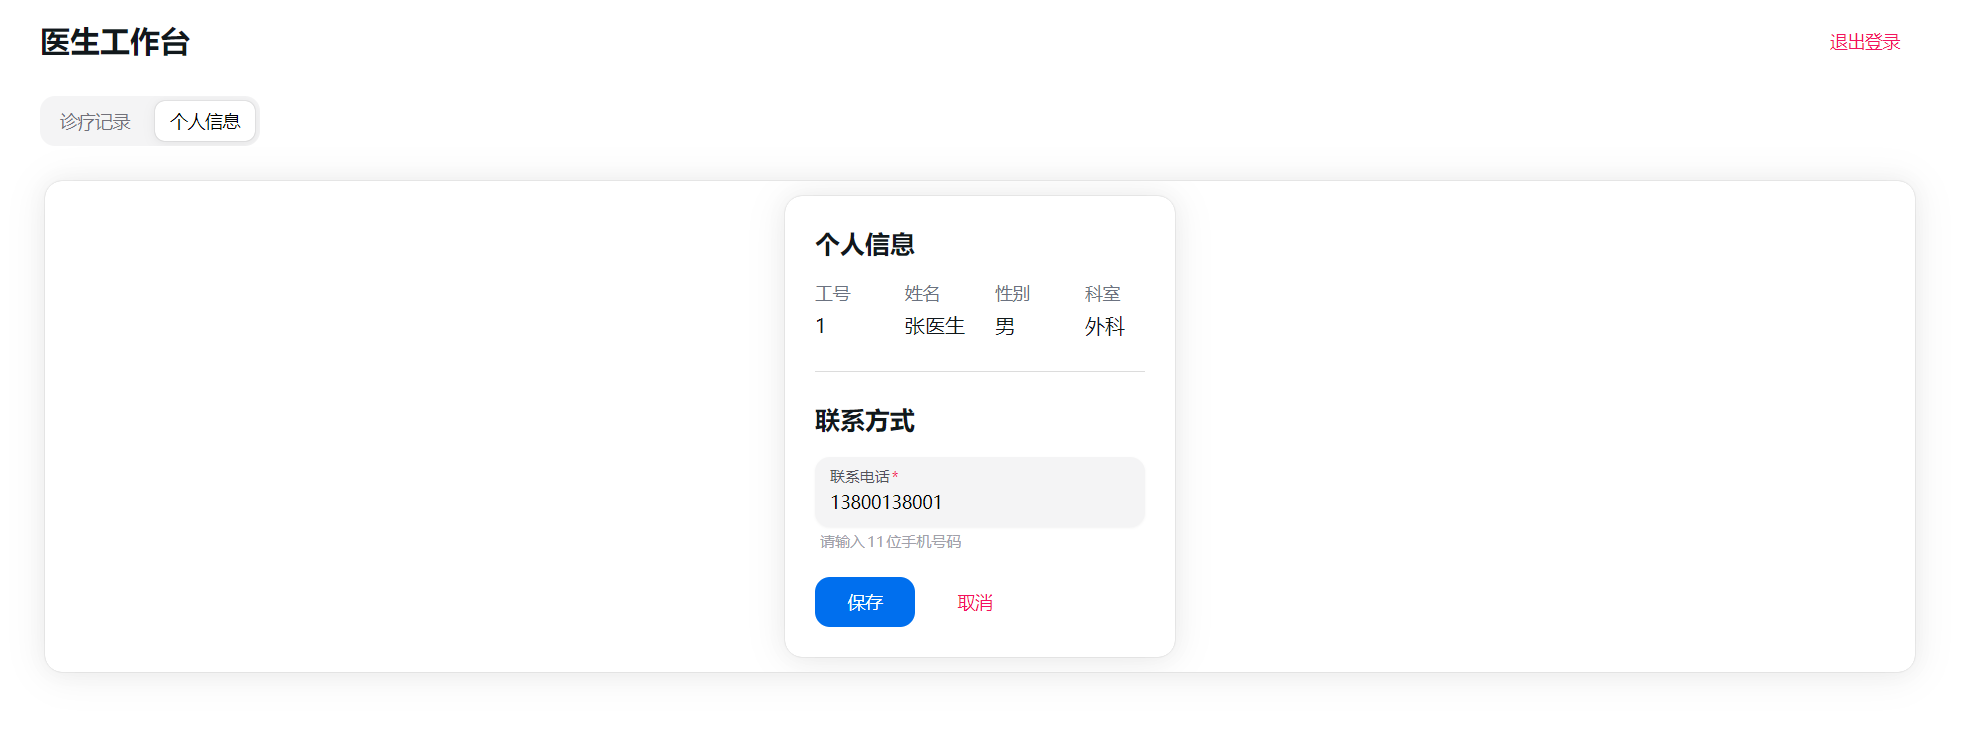 医生工作台
退出登录
诊疗记录 个人信息
个人信息
工号 姓名 性别 科室
1 张医生 男 外科
联系方式
联系电话*
13800138001
请输入11位手机号码
保存 取消